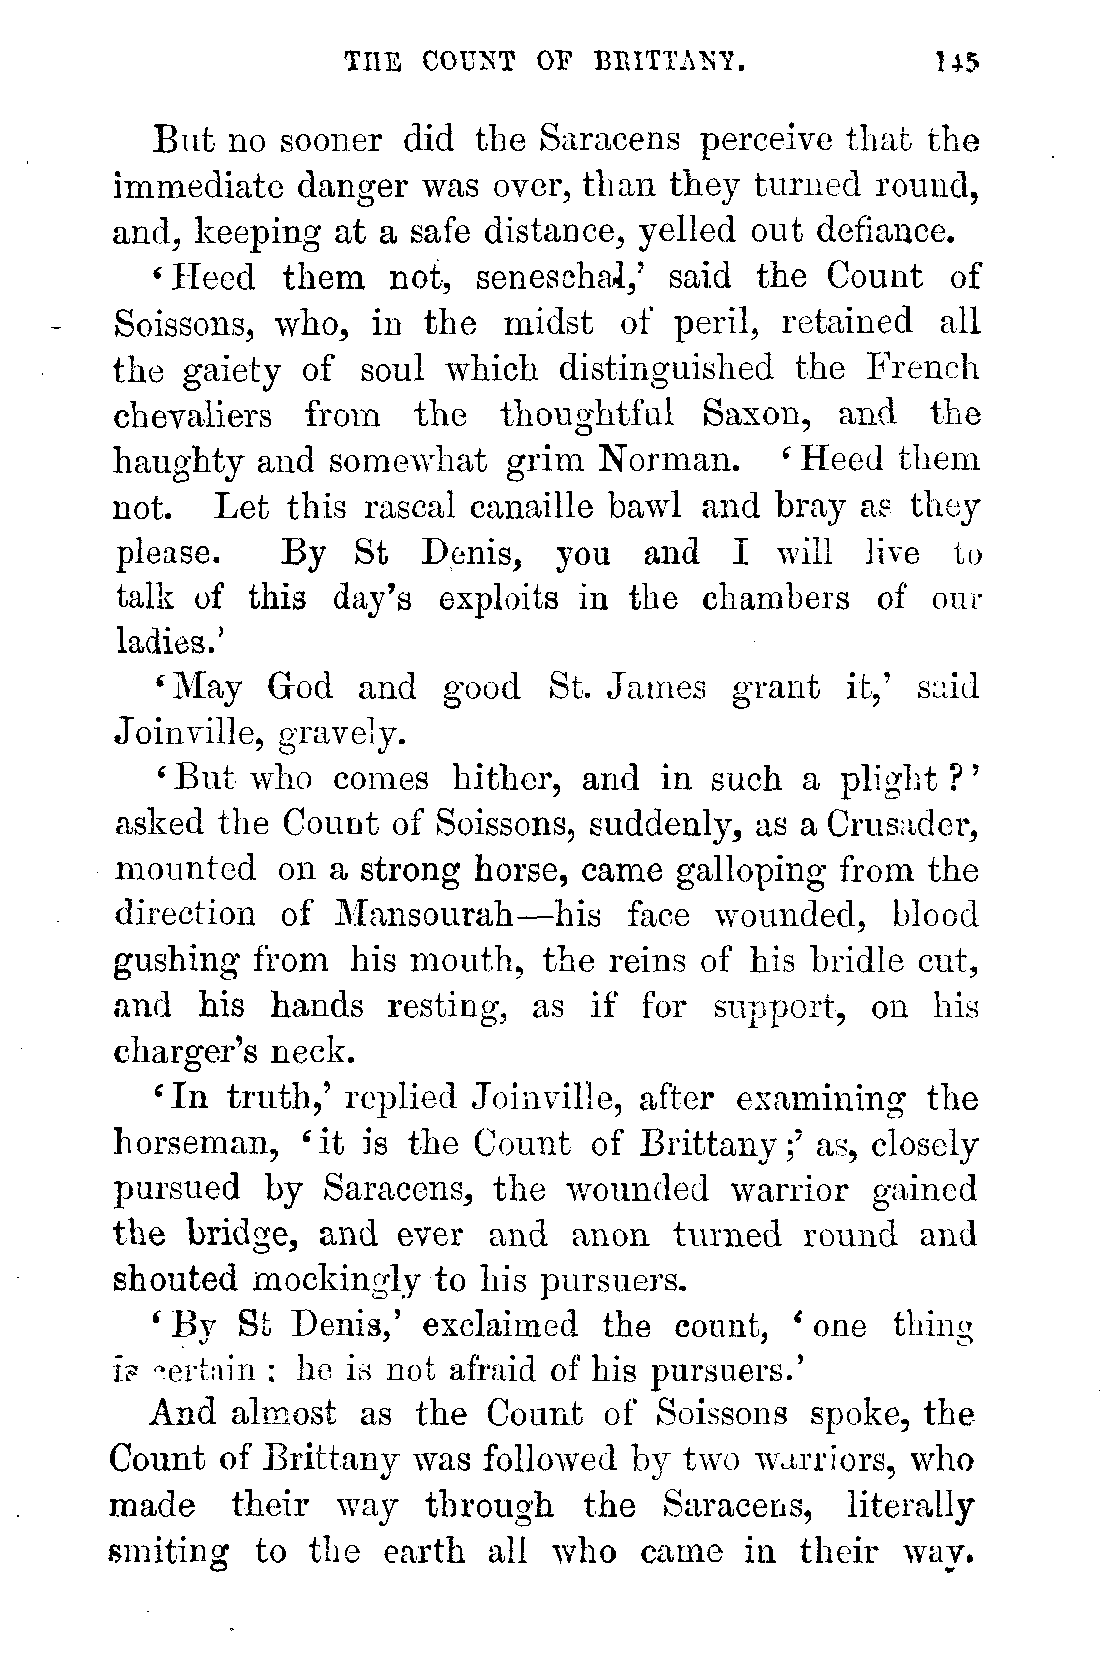 THE COUNT OF BRITTANY. 145
But no sooner did the Saracens perceive that the
immediate danger was over, than they turned round,
and, keeping at a safe distance, yelled out defiance.
‘Heed them not, seneschal,’ said the Count of
Soissons, who, in the midst of peril, retained all
the gaiety of soul which distinguished the French
chevaliers from the thoughtful Saxon, and the
haughty and somewhat grim Norman. ‘Heed them
not. Let this rascal canaille bawl and bray as they
please. By St Denis, you and I will live to
talk of this day’s exploits in the chambers of our
ladies.’
‘May God and good St. James grant it,’ said
Joinville, gravely.
‘But who comes hither, and in such a plight?’
asked the Count of Soissons, suddenly, as a Crusader,
mounted on a strong horse, came galloping from the
direction of Mansourah—his face wounded, blood
gushing from his mouth, the reins of his bridle cut,
and his hands resting, as if for support, on his
charger’s neck.
‘In truth,’ replied Joinville, after examining the
horseman, ‘it is the Count of Brittany;’ as, closely
pursued by Saracens, the wounded warrior gained
the bridge, and ever and anon turned round and
shouted mockingly to his pursuers.
‘By St Denis,’ exclaimed the count, ‘one thing
is certain: he is not afraid of his pursuers.’
And almost as the Count of Soissons spoke, the
Count of Brittany was followed by two warriors, who
made their way through the Saracens, literally
smiting to the earth all who came in their way.